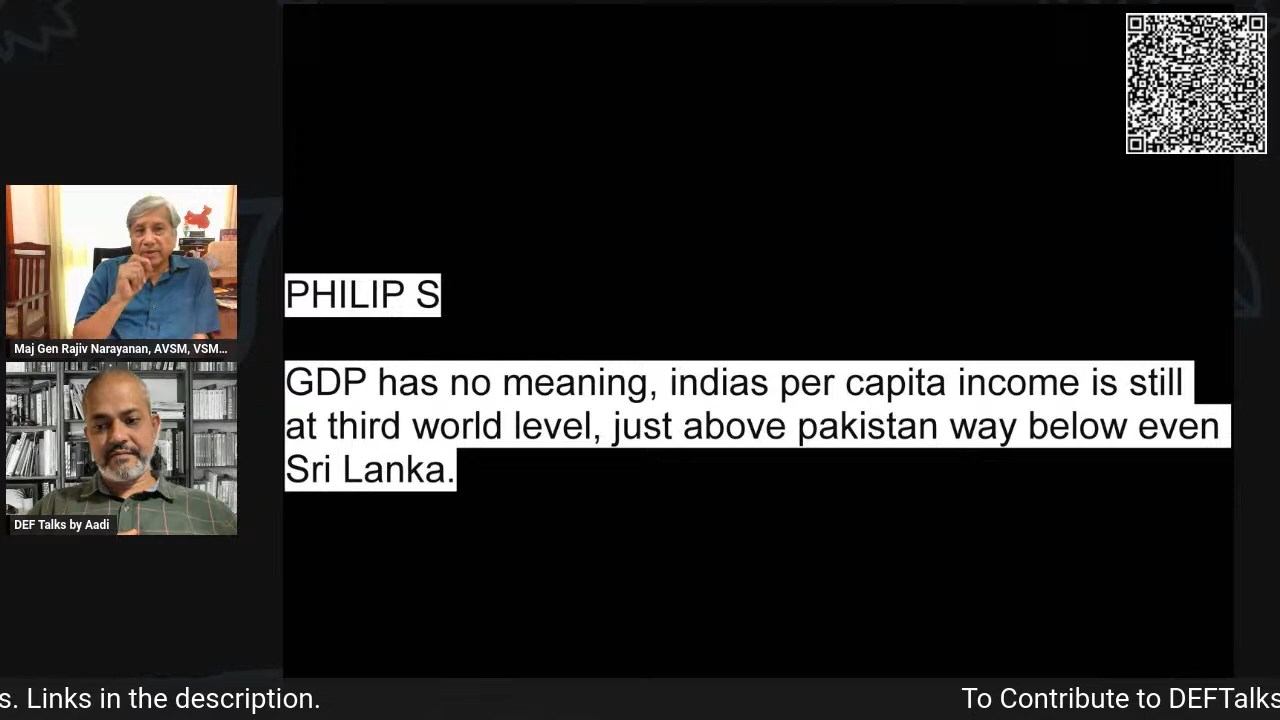 PHILIP S
GDP has no meaning, indias per capita income is still
at third world level, just above pakistan way below even
Sri Lanka.
Maj Gen Rajiv Narayanan, AVSM, VSM...
DEF Talks by Aadi
s. Links in the description.
To Contribute to DEFTalks